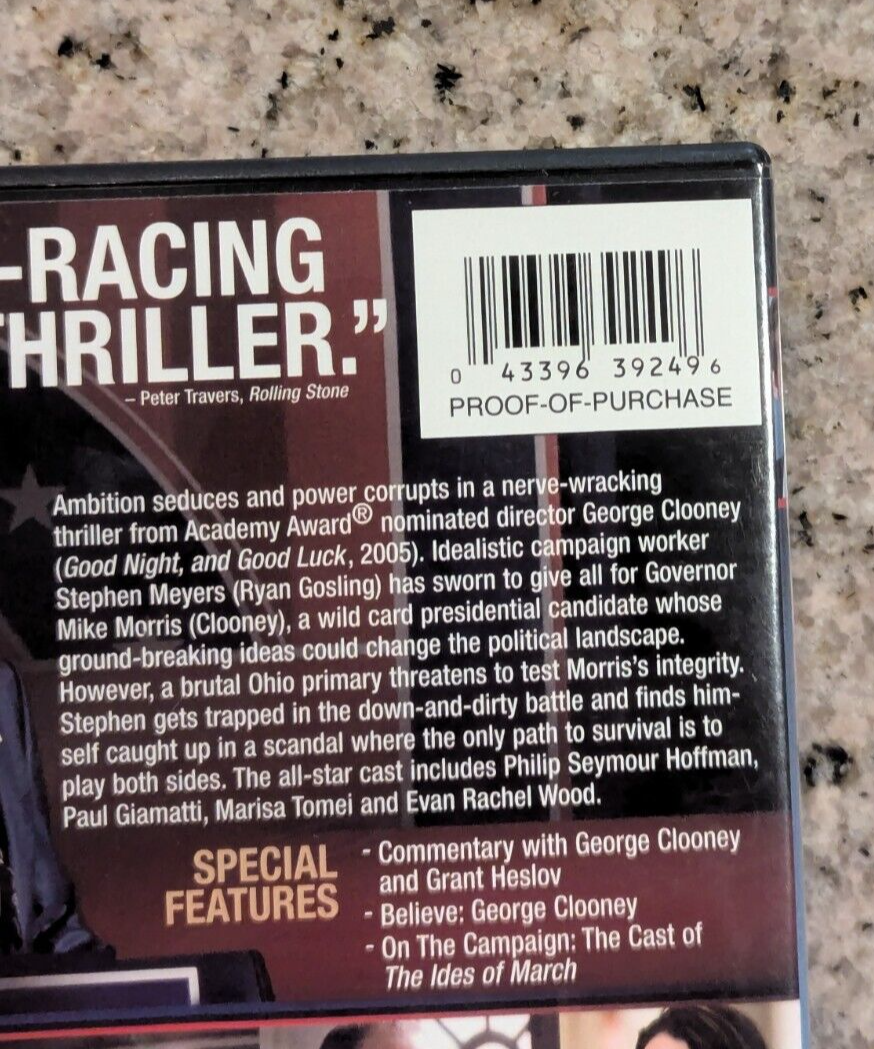 -RACING
THRILLER.”
– Peter Travers, Rolling Stone
0 43396 39249 6
PROOF-OF-PURCHASE
Ambition seduces and power corrupts in a nerve-wracking
thriller from Academy Award® nominated director George Clooney
(Good Night, and Good Luck, 2005). Idealistic campaign worker
Stephen Meyers (Ryan Gosling) has sworn to give all for Governor
Mike Morris (Clooney), a wild card presidential candidate whose
ground-breaking ideas could change the political landscape.
However, a brutal Ohio primary threatens to test Morris’s integrity.
Stephen gets trapped in the down-and-dirty battle and finds him-
self caught up in a scandal where the only path to survival is to
play both sides. The all-star cast includes Philip Seymour Hoffman,
Paul Giamatti, Marisa Tomei and Evan Rachel Wood.
SPECIAL
FEATURES
- Commentary with George Clooney
and Grant Heslov
- Believe: George Clooney
- On The Campaign: The Cast of
The Ides of March